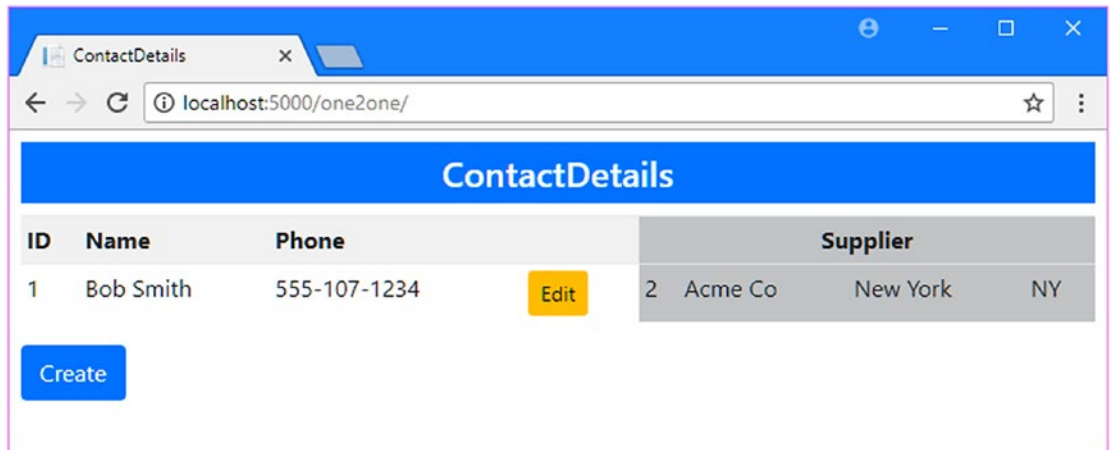 ContactDetails
localhost:5000/one2one/
ContactDetails
ID Name Phone Supplier
1 Bob Smith 555-107-1234 Edit 2 Acme Co New York NY
Create